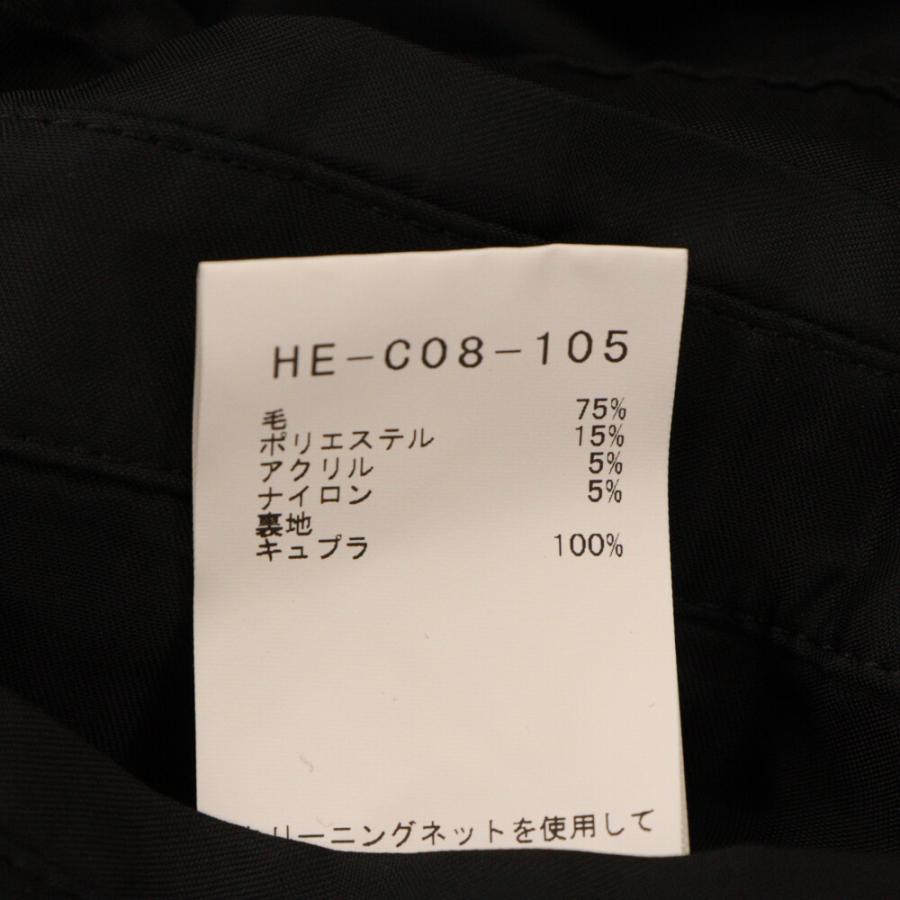 HE-C08-105
毛 75%
ポリエステル 15%
アクリル 5%
ナイロン 5%
裏地
キュプラ 100%
クリーニングネットを使用して